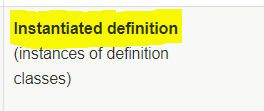 Instantiated definition
(instances of definition
classes)